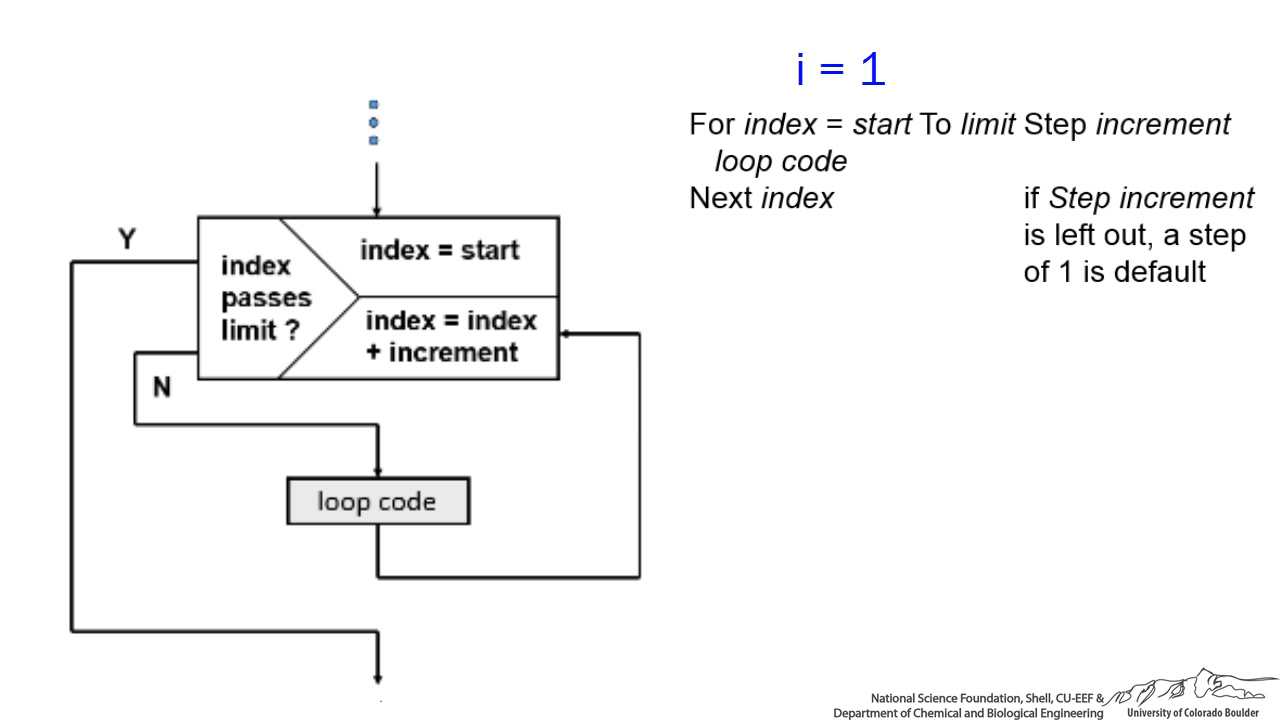 i = 1
For index = start To limit Step increment
loop code
Next index
if Step increment
is left out, a step
of 1 is default
Y
index
passes
limit ?
index = start
index = index
+ increment
N
loop code
National Science Foundation, Shell, CU-EEF &
Department of Chemical and Biological Engineering
University of Colorado Boulder